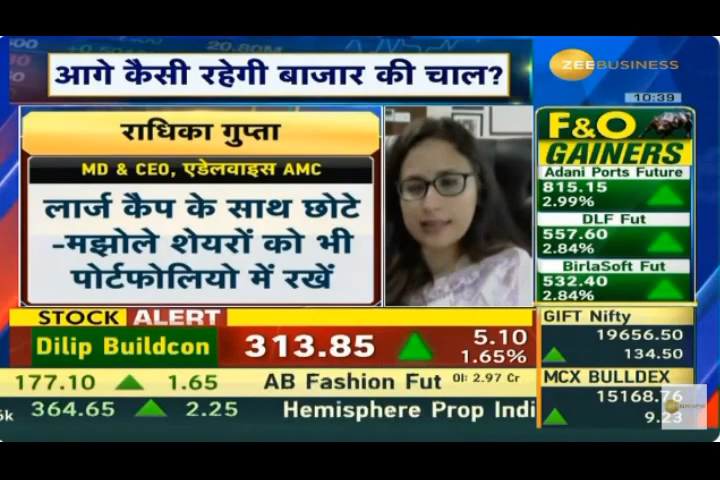 आगे कैसी रहेगी बाजार की चाल?
ZEEBUSINESS
10:39
राधिका गुप्ता
MD & CEO, एडेलवाइस AMC
लार्ज कैप के साथ छोटे
-मझोले शेयरों को भी
पोर्टफोलियो में रखें
F&O
GAINERS
Adani Ports Future
815.15
2.99%
DLF Fut
557.60
2.84%
BirlaSoft Fut
532.40
2.84%
STOCK ALERT
Dilip Buildcon 313.85 5.10
1.65%
GIFT Nifty
19656.50
134.50
MCX BULLDEX
15168.76
9.23
177.10 1.65 AB Fashion Fut OI: 2.97 Cr
6k 364.65 2.25 Hemisphere Prop Indi